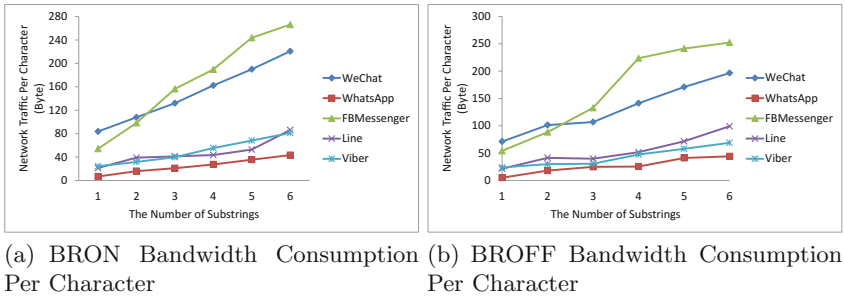 280
240
200
160
120
80
40
0
Network Traffic Per Character
(Byte)
1 2 3 4 5 6
The Number of Substrings
WeChat
WhatsApp
FBMessenger
Line
Viber
300
250
200
150
100
50
0
Network Traffic Per Character
(Byte)
1 2 3 4 5 6
The Number of Substrings
WeChat
WhatsApp
FBMessenger
Line
Viber
(a) BRON Bandwidth Consumption
Per Character
(b) BROFF Bandwidth Consumption
Per Character